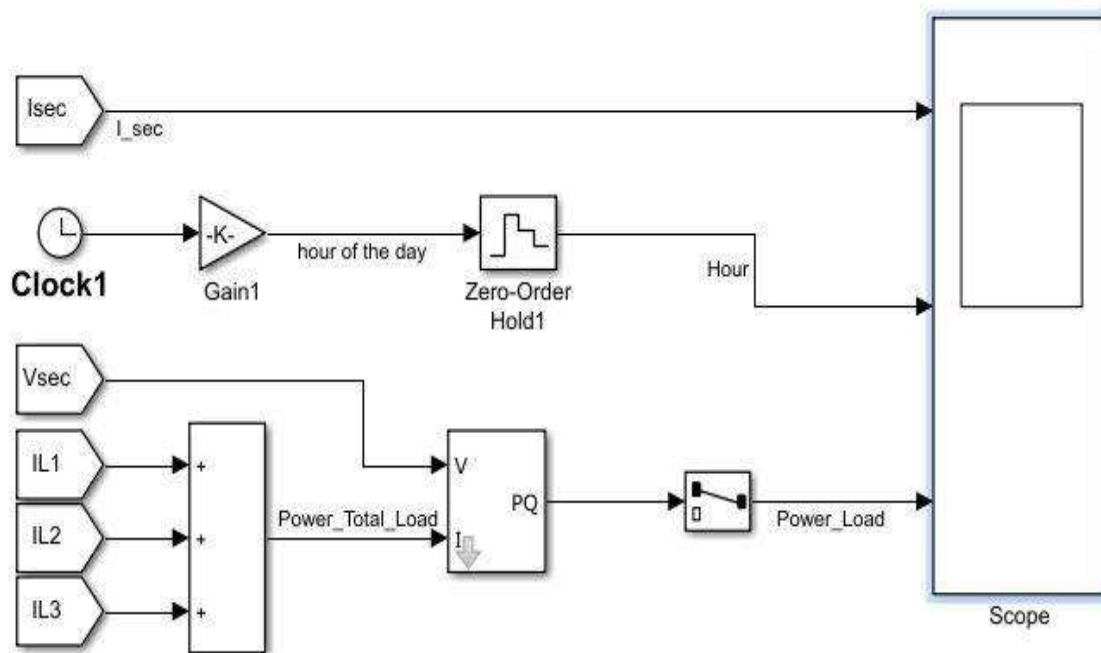 Isec
I_sec
-K-
hour of the day
Clock1
Gain1
Zero-Order
Hold1
Hour
Vsec
IL1
+
IL2
+
IL3
+
Power_Total_Load
V
I
PQ
Power_Load
Scope